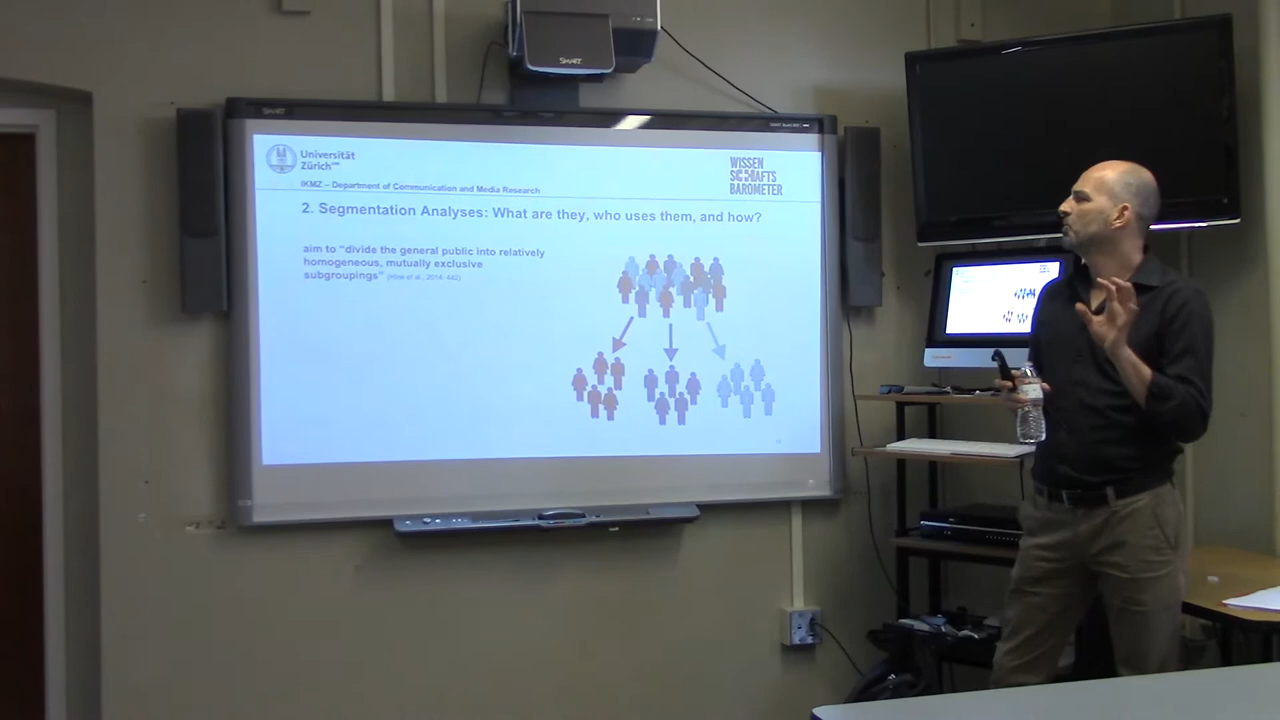 SMART
SMART
Universität
Zürich
UZH
WISSEN
SCHAFTS
BAROMETER
IKMZ – Department of Communication and Media Research
2. Segmentation Analyses: What are they, who uses them, and how?
aim to "divide the general public into relatively
homogeneous, mutually exclusive
subgroupings" (Hine et al., 2014: 442)